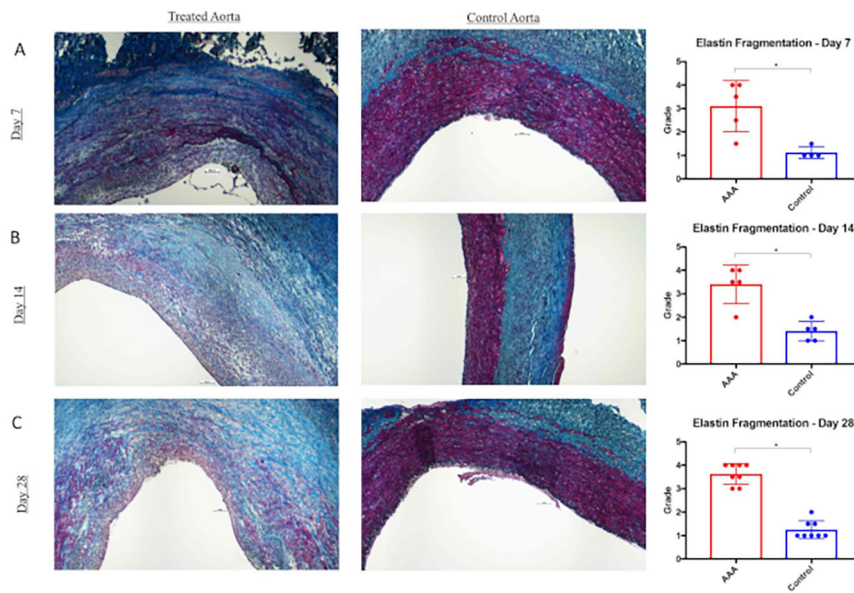 Treated Aorta
Control Aorta
A
Day 7
Elastin Fragmentation - Day 7
Grade
5
4
3
2
1
0
*
AAA
Control
B
Day 14
Elastin Fragmentation - Day 14
Grade
5
4
3
2
1
0
*
AAA
Control
C
Day 28
Elastin Fragmentation - Day 28
Grade
5
4
3
2
1
0
*
AAA
Control